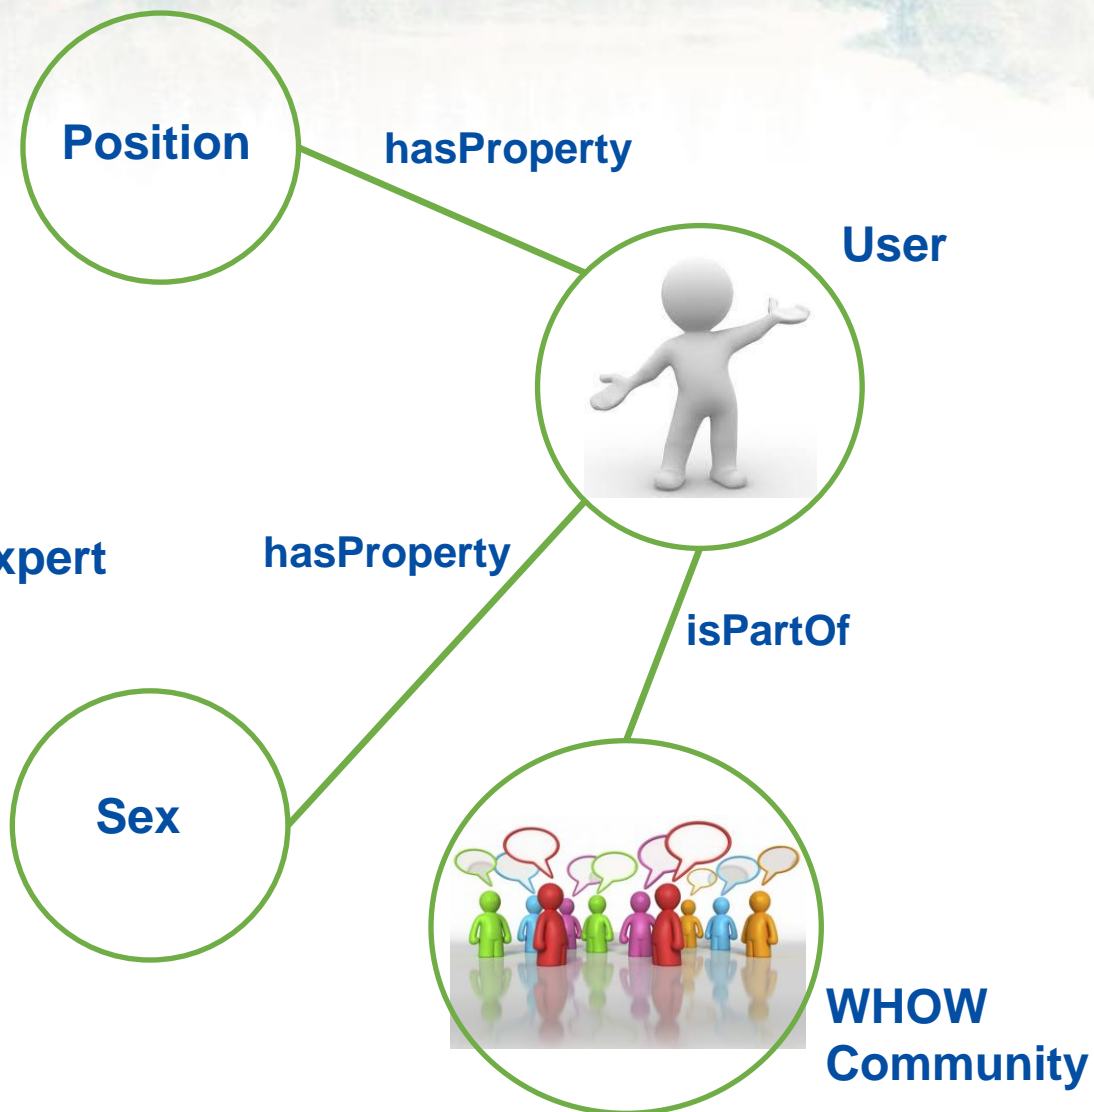 Position
hasProperty
User
xpert
hasProperty
isPartOf
Sex
WHOW
Community